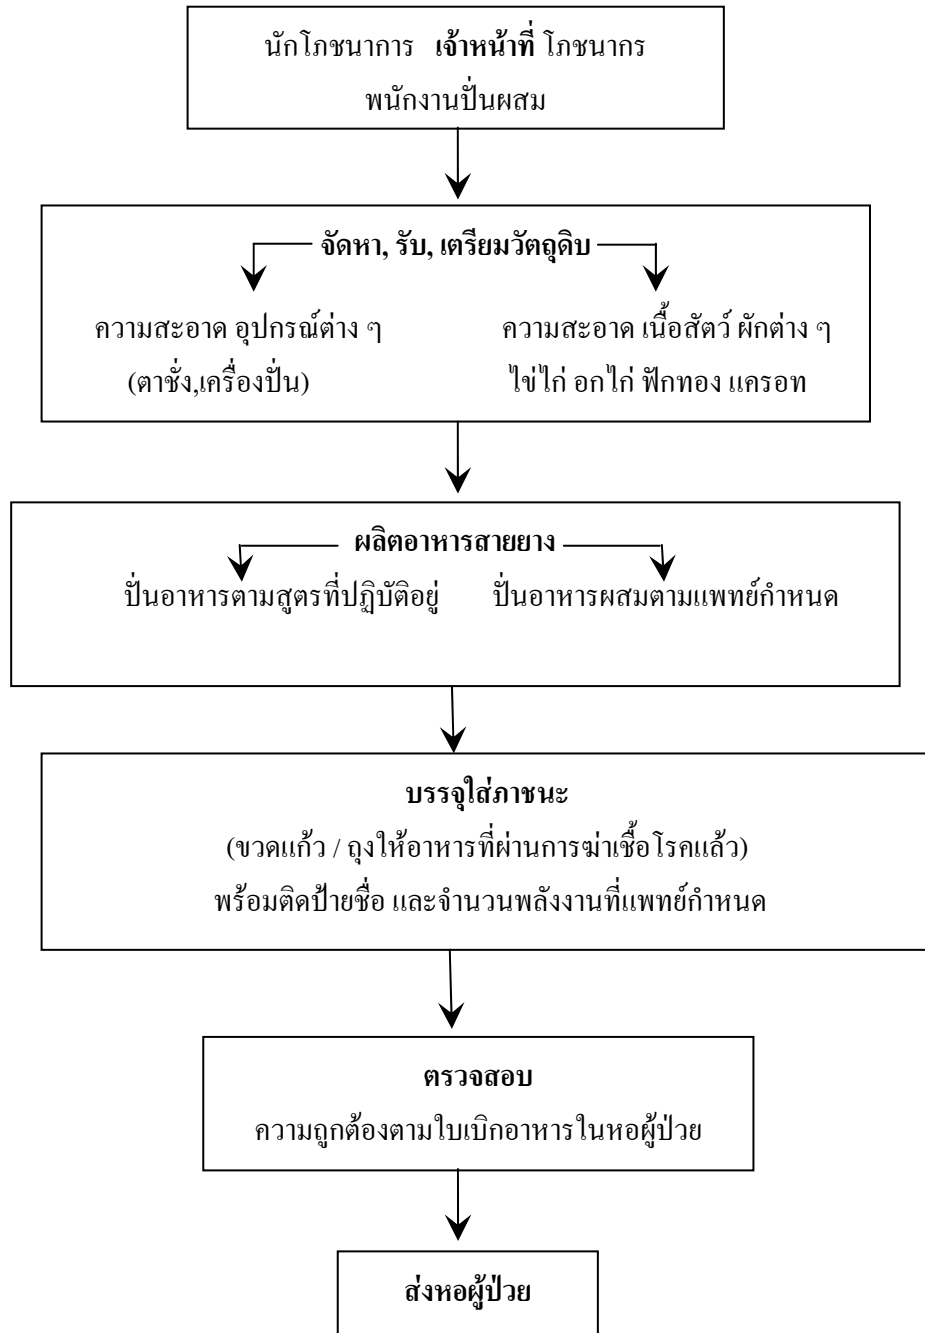 นักโภชนาการ เจ้าหน้าที่ โภชนากร
พนักงานปั่นผสม
จัดหา, รับ, เตรียมวัตถุดิบ
ความสะอาด อุปกรณ์ต่าง ๆ
(ตาชั่ง,เครื่องปั่น)
ความสะอาด เนื้อสัตว์ ผักต่าง ๆ
ไข่ไก่ อกไก่ ฟักทอง แครอท
ผลิตอาหารสายยาง
ปั่นอาหารตามสูตรที่ปฏิบัติอยู่
ปั่นอาหารผสมตามแพทย์กำหนด
บรรจุใส่ภาชนะ
(ขวดแก้ว / ถุงให้อาหารที่ผ่านการฆ่าเชื้อโรคแล้ว)
พร้อมติดป้ายชื่อ และจำนวนพลังงานที่แพทย์กำหนด
ตรวจสอบ
ความถูกต้องตามใบเบิกอาหารในหอผู้ป่วย
ส่งหอผู้ป่วย